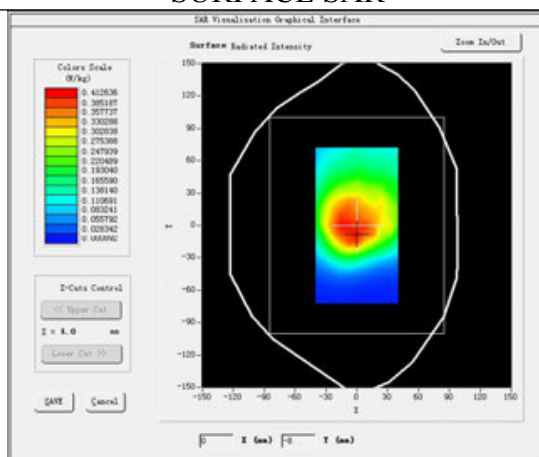 SURFACE SAR
SAR Visualisation Graphical Interface
Surface Radiated Intensity
Zoom In/Out
Colors Scale
(W/kg)
0.412636
0.385187
0.357737
0.330288
0.302838
0.275388
0.247939
0.220489
0.193040
0.165590
0.138140
0.110691
0.083241
0.055792
0.028342
0.000892
Z-Cuts Control
<< Upper Cut
Z = 4.0 mm
Lower Cut >>
SAVE
Cancel
150
100
60
30
0
-30
-60
-90
-120
-150
Y
-150 -120 -90 -60 -30 0 30 60 90 120 150
X
0 X (mm) -8 Y (mm)